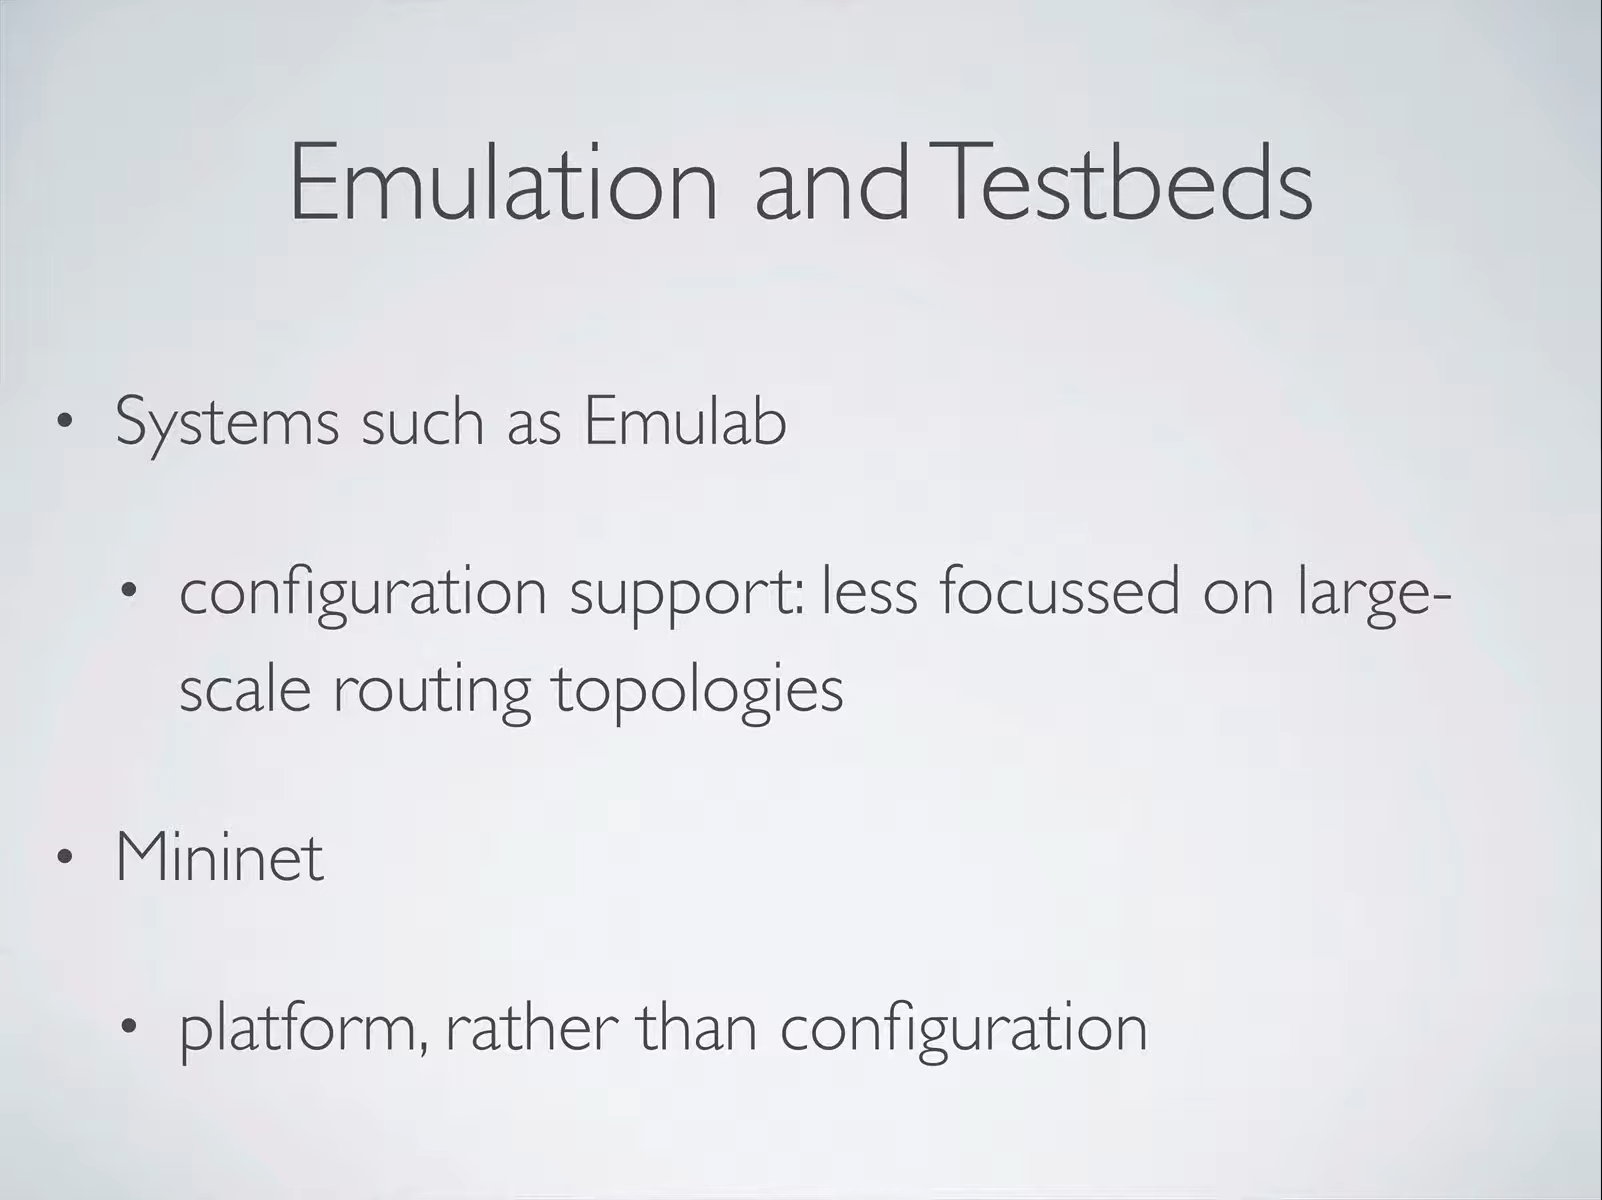 Emulation and Testbeds
• Systems such as Emulab
• configuration support: less focussed on large-
scale routing topologies
• Mininet
• platform, rather than configuration